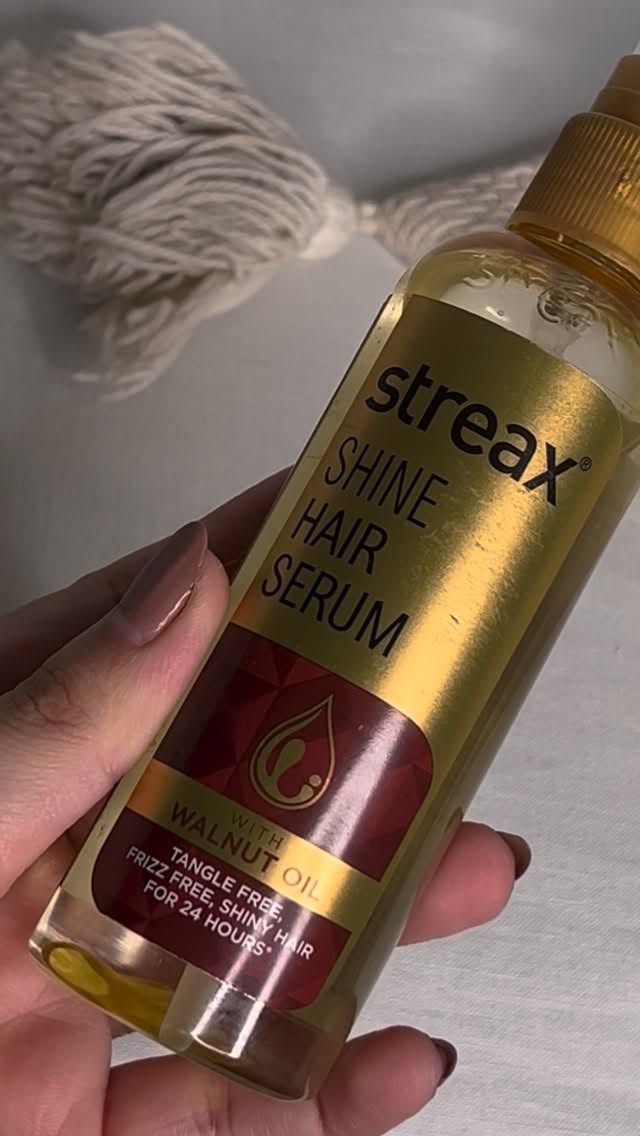 streax®
SHINE
HAIR
SERUM
WITH
WALNUT OIL
TANGLE FREE,
FRIZZ FREE, SHINY HAIR
FOR 24 HOURS*